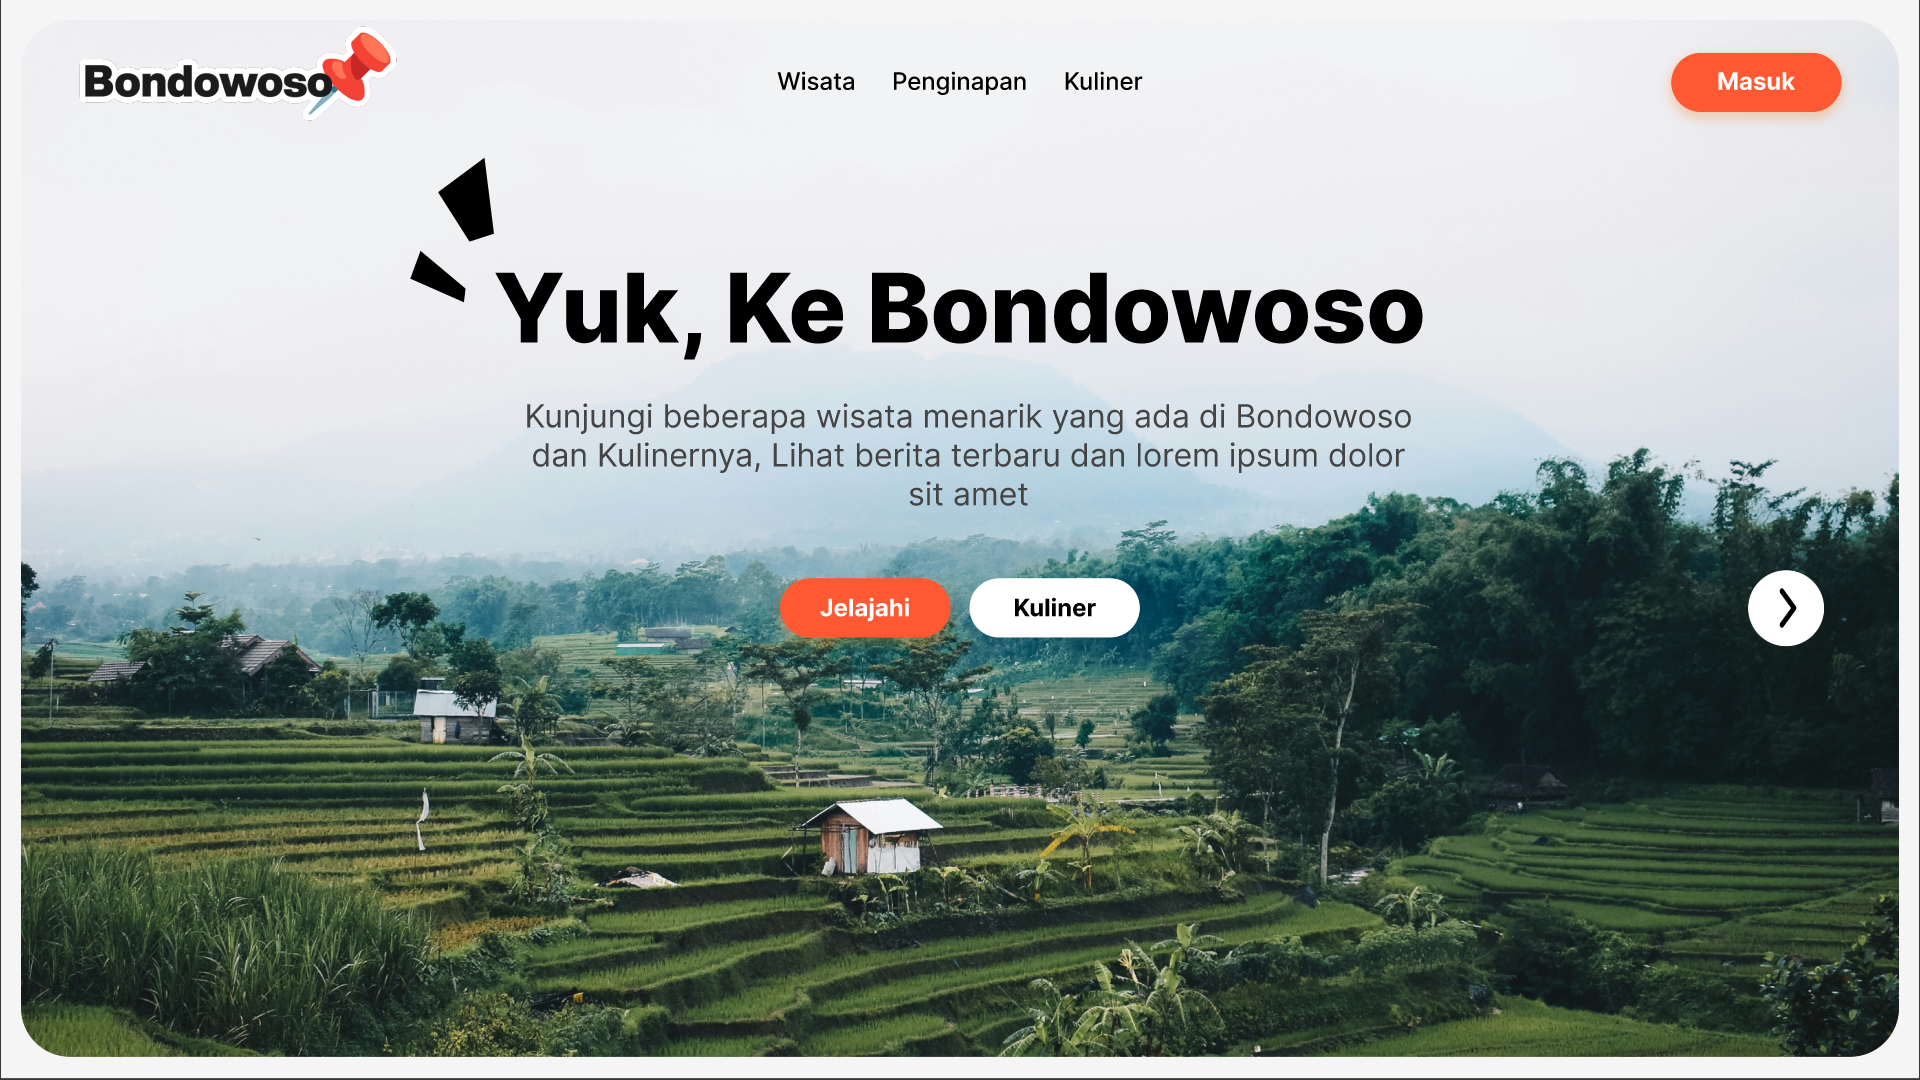 Bondowoso
Wisata
Penginapan
Kuliner
Masuk
Yuk, Ke Bondowoso
Kunjungi beberapa wisata menarik yang ada di Bondowoso
dan Kulinernya, Lihat berita terbaru dan lorem ipsum dolor
sit amet
Jelajahi
Kuliner